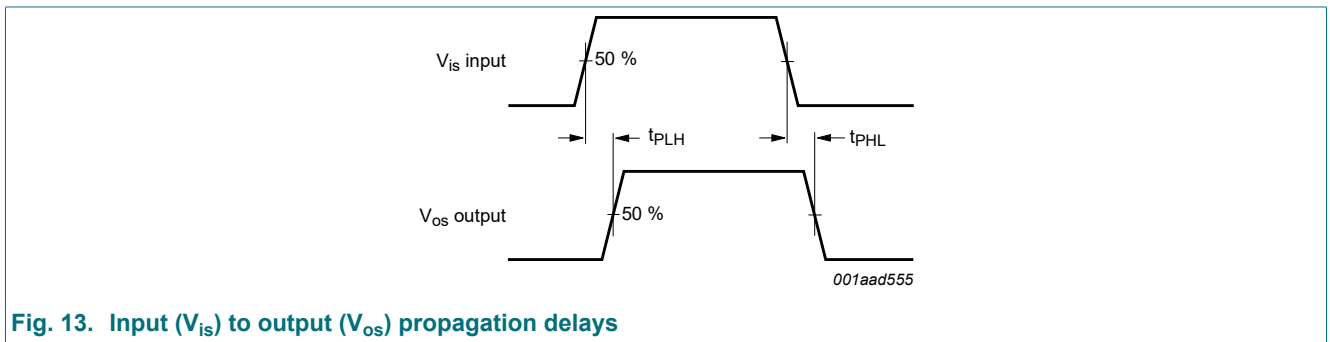 V_is input
50 %
t_PLH
t_PHL
V_os output
50 %
001aad555
Fig. 13. Input (V_is) to output (V_os) propagation delays